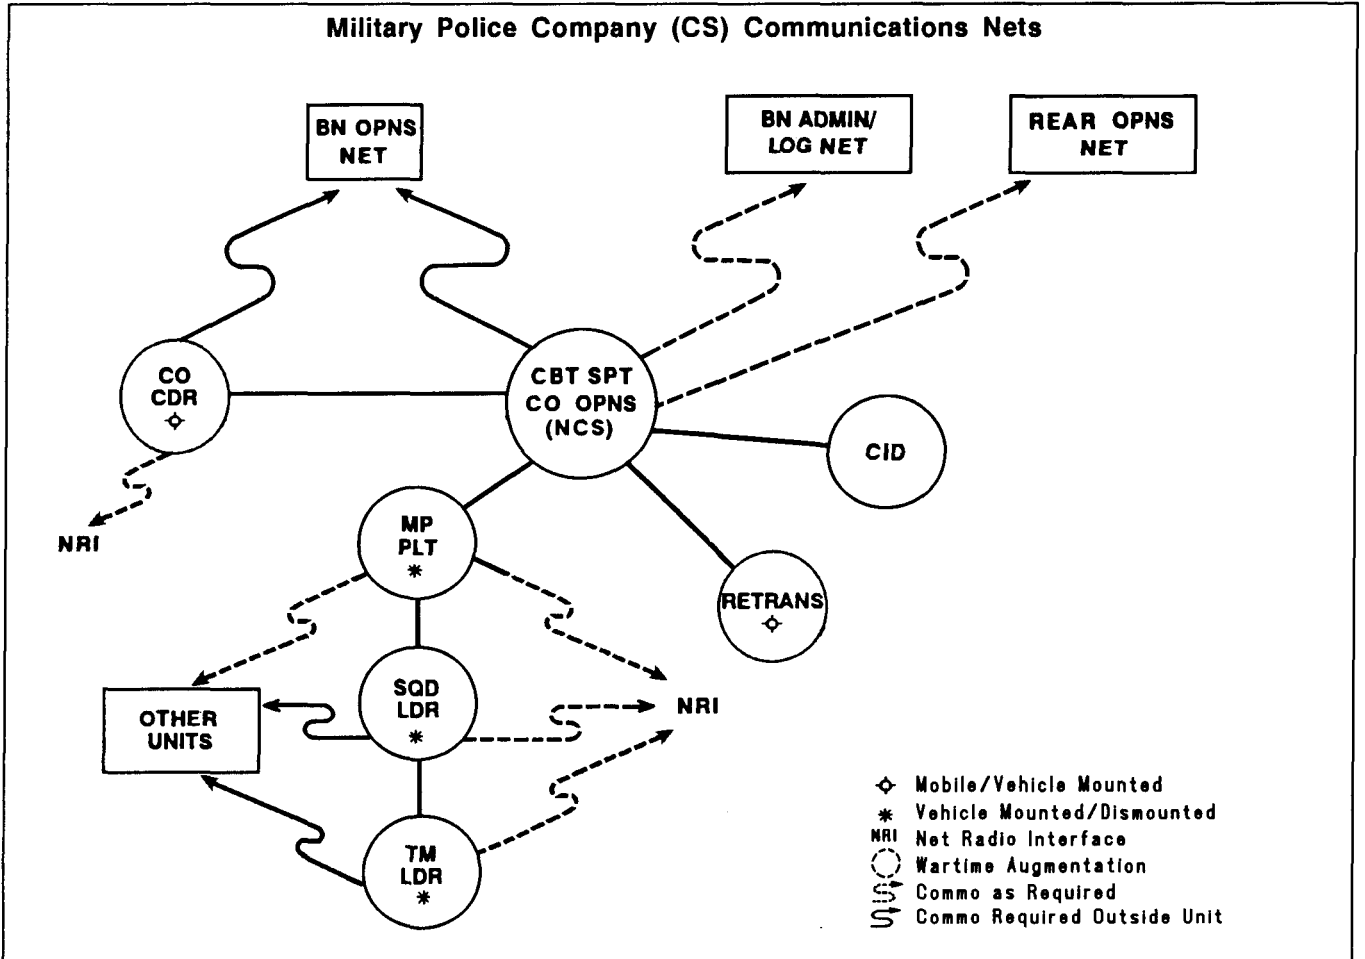 Military Police Company (CS) Communications Nets
BN OPNS
NET
BN ADMIN/
LOG NET
REAR OPNS
NET
CO
CDR
CBT SPT
CO OPNS
(NCS)
CID
NRI
MP
PLT
RETRANS
SQD
LDR
NRI
OTHER
UNITS
TM
LDR
Mobile/Vehicle Mounted
Vehicle Mounted/Dismounted
NRI Net Radio Interface
Wartime Augmentation
Commo as Required
Commo Required Outside Unit